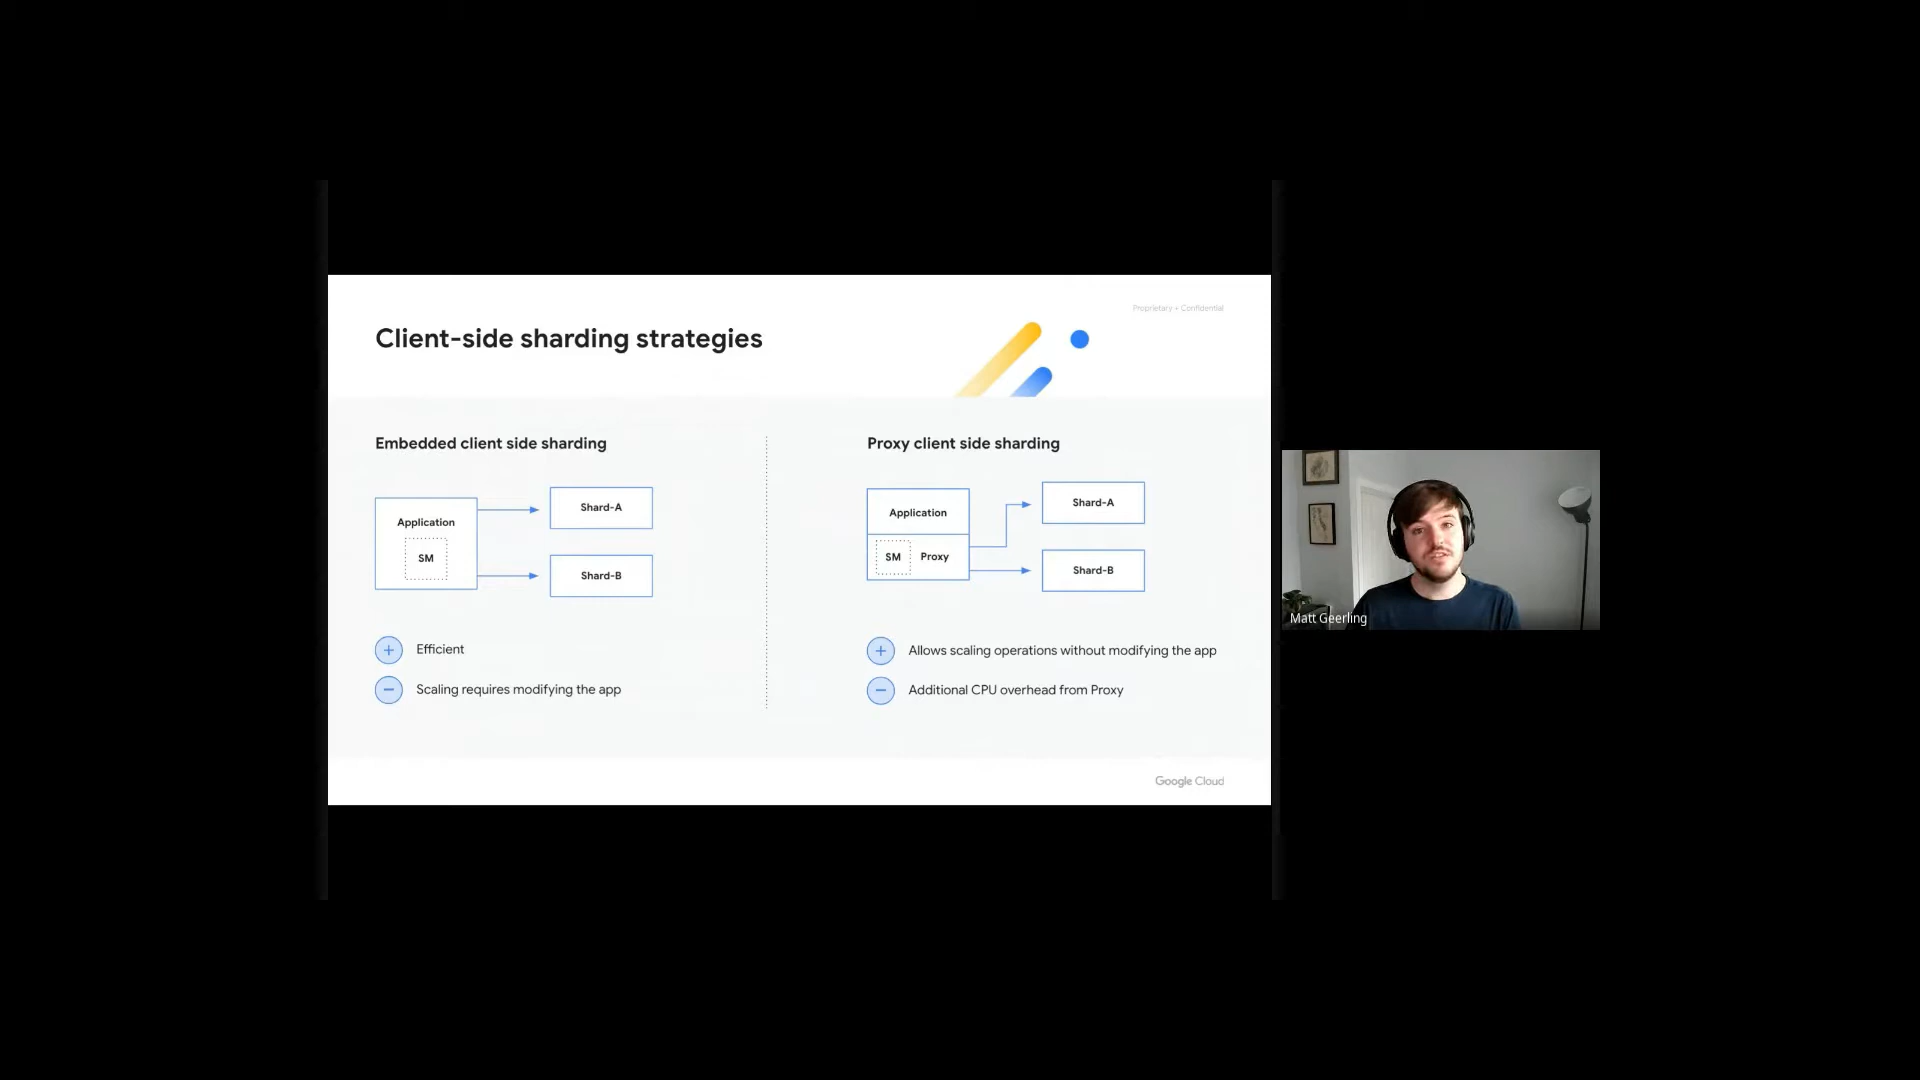 Proprietary + Confidential
Client-side sharding strategies
Embedded client side sharding
Application
SM
Shard-A
Shard-B
Efficient
Scaling requires modifying the app
Proxy client side sharding
Application
SM Proxy
Shard-A
Shard-B
Allows scaling operations without modifying the app
Additional CPU overhead from Proxy
Google Cloud
Matt Geerling